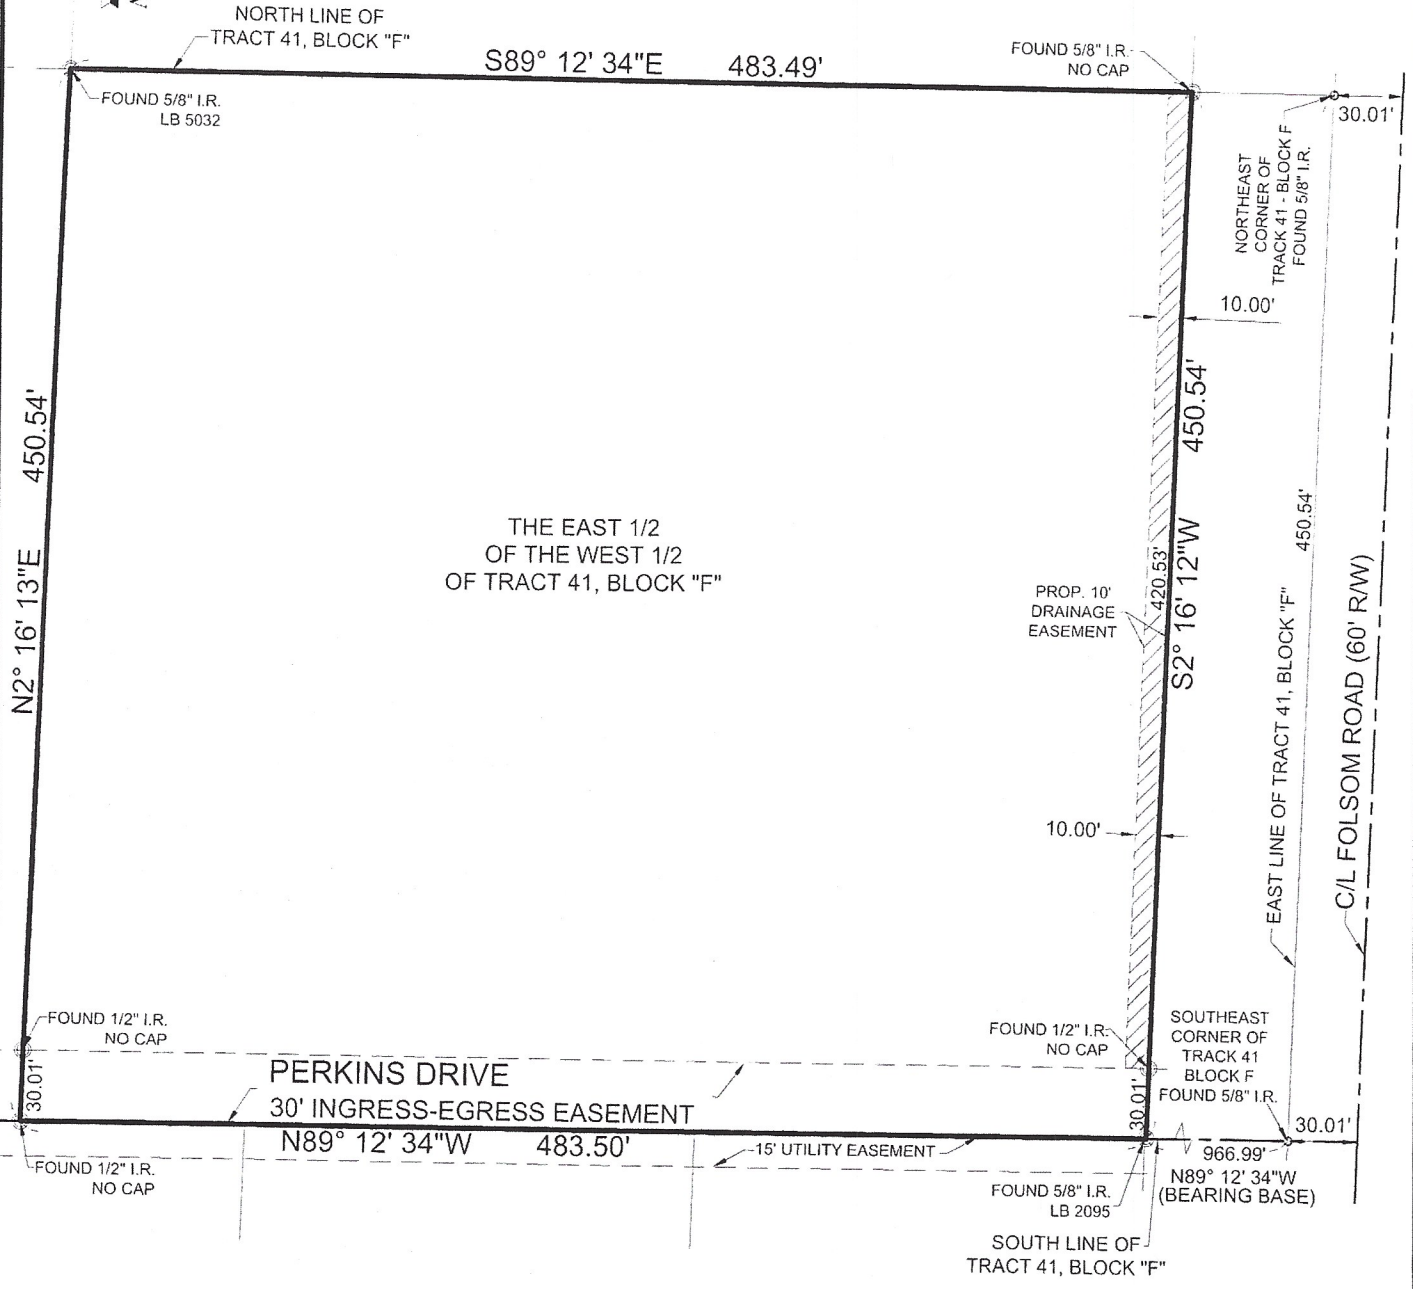 NORTH LINE OF
TRACT 41, BLOCK "F"
S89° 12' 34"E 483.49'
FOUND 5/8" I.R.
NO CAP
FOUND 5/8" I.R.
LB 5032
30.01'
NORTHEAST
CORNER OF
TRACK 41 - BLOCK F
FOUND 5/8" I.R.
10.00'
N2° 16' 13"E 450.54'
S2° 16' 12"W 450.54'
420.53'
450.54'
THE EAST 1/2
OF THE WEST 1/2
OF TRACT 41, BLOCK "F"
PROP. 10'
DRAINAGE
EASEMENT
EAST LINE OF TRACT 41, BLOCK "F"
C/L FOLSOM ROAD (60' R/W)
10.00'
FOUND 1/2" I.R.
NO CAP
30.01'
FOUND 1/2" I.R.
NO CAP
30.01'
SOUTHEAST
CORNER OF
TRACK 41
BLOCK F
FOUND 5/8" I.R.
PERKINS DRIVE
30' INGRESS-EGRESS EASEMENT
N89° 12' 34"W 483.50'
15' UTILITY EASEMENT
30.01'
966.99'
N89° 12' 34"W
(BEARING BASE)
FOUND 1/2" I.R.
NO CAP
FOUND 5/8" I.R.
LB 2095
SOUTH LINE OF
TRACT 41, BLOCK "F"